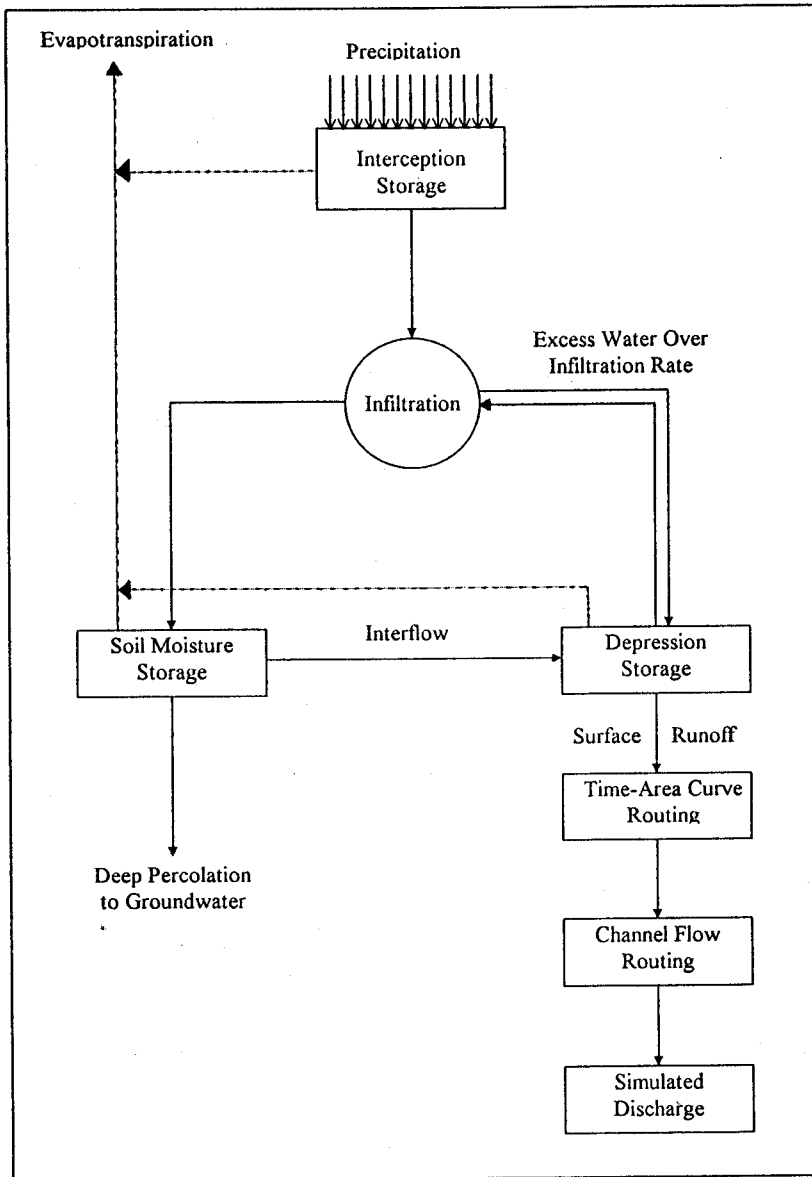 Evapotranspiration
Precipitation
Interception
Storage
Excess Water Over
Infiltration Rate
Infiltration
Soil Moisture
Storage
Interflow
Depression
Storage
Surface Runoff
Time-Area Curve
Routing
Deep Percolation
to Groundwater
Channel Flow
Routing
Simulated
Discharge